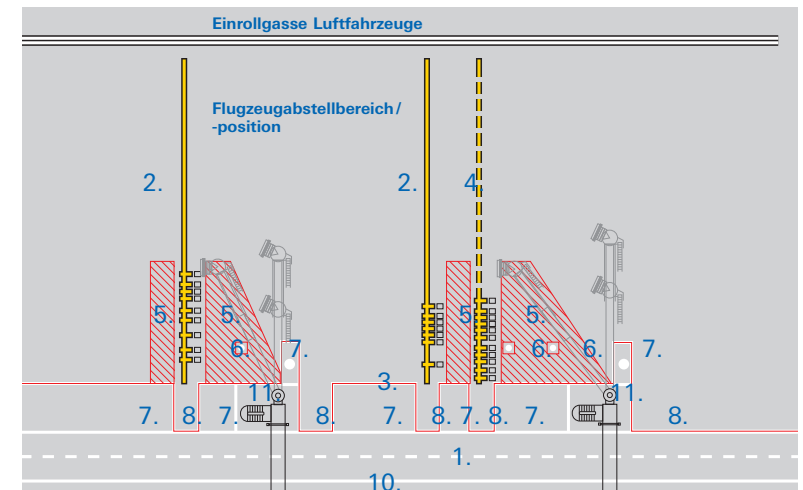 Einrollgasse Luftfahrzeuge
Flugzeugabstellbereich/
-position
2. 2. 4.
5. 5. 5. 5.
6. 7. 6. 6. 7.
11. 3. 11.
7. 8. 7. 8. 7. 8. 7. 8. 7. 8.
1.
10.